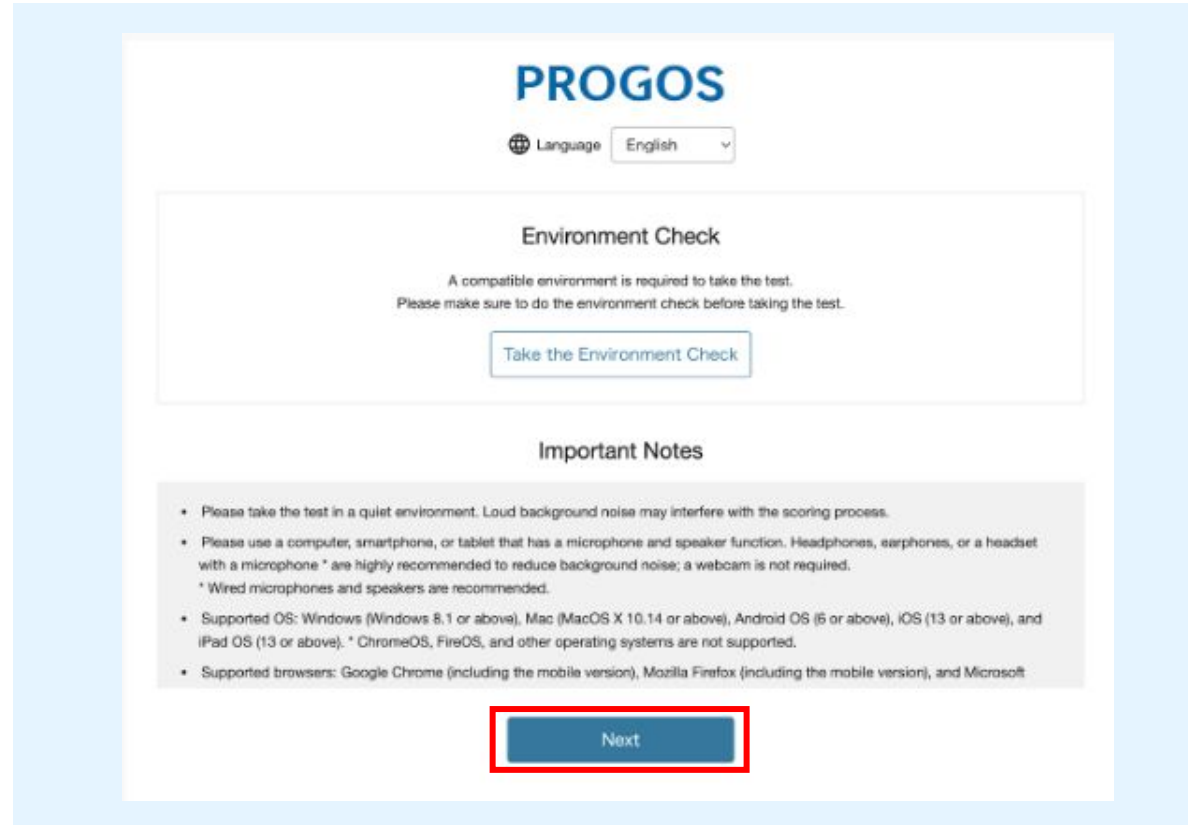 PROGOS
Language English
Environment Check
A compatible environment is required to take the test.
Please make sure to do the environment check before taking the test.
Take the Environment Check
Important Notes
• Please take the test in a quiet environment. Loud background noise may interfere with the scoring process.
• Please use a computer, smartphone, or tablet that has a microphone and speaker function. Headphones, earphones, or a headset
with a microphone * are highly recommended to reduce background noise; a webcam is not required.
* Wired microphones and speakers are recommended.
• Supported OS: Windows (Windows 8.1 or above), Mac (MacOS X 10.14 or above), Android OS (6 or above), iOS (13 or above), and
iPad OS (13 or above). * ChromeOS, FireOS, and other operating systems are not supported.
• Supported browsers: Google Chrome (including the mobile version), Mozilla Firefox (including the mobile version), and Microsoft
Next